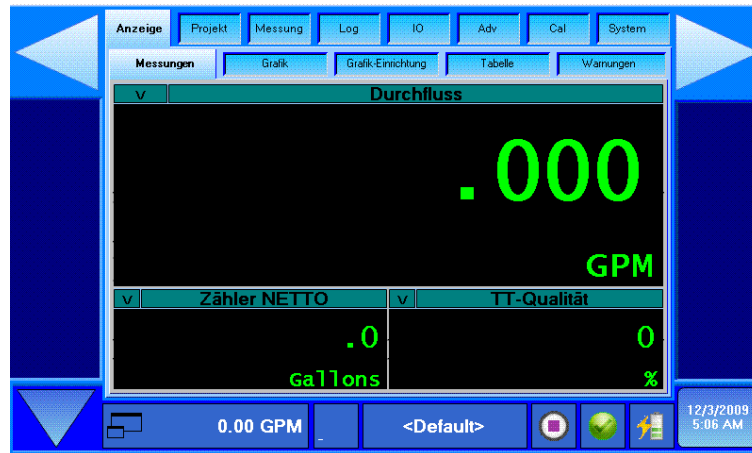 Anzeige Projekt Messung Log IO Adv Cal System
Messungen Grafik Grafik-Einrichtung Tabelle Warnungen
v Durchfluss
.000
GPM
v Zähler NETTO v TT-Qualität
.0 0
Gallons %
0.00 GPM _ <Default> 12/3/2009
5:06 AM